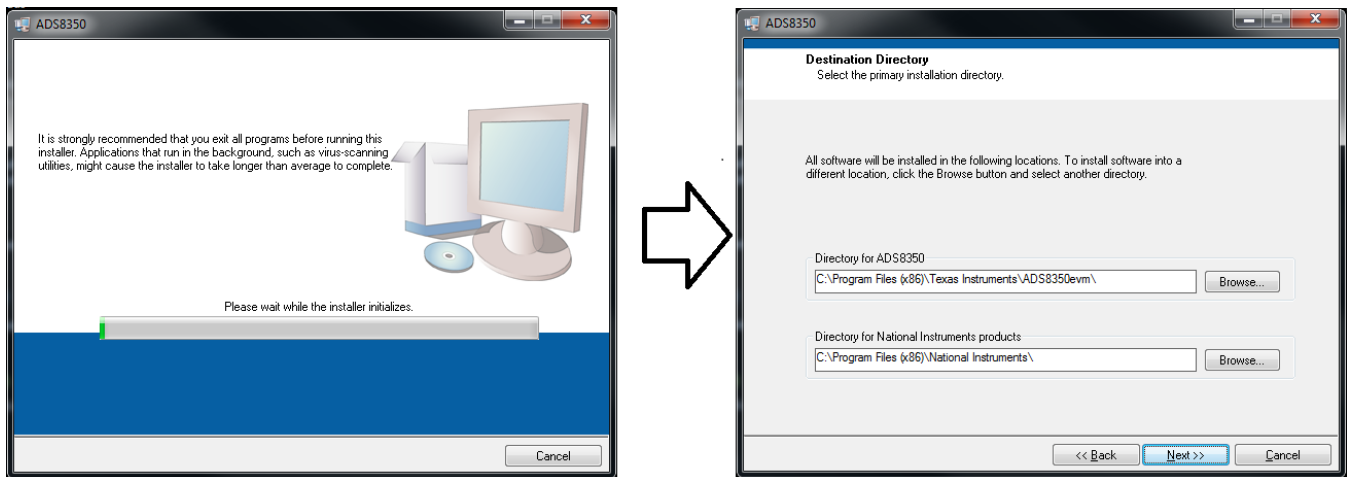 ADS8350
It is strongly recommended that you exit all programs before running this
installer. Applications that run in the background, such as virus-scanning
utilities, might cause the installer to take longer than average to complete.
Please wait while the installer initializes.
Cancel
ADS8350
Destination Directory
Select the primary installation directory.
All software will be installed in the following locations. To install software into a
different location, click the Browse button and select another directory.
Directory for ADS8350
C:\Program Files (x86)\Texas Instruments\ADS8350evm\
Browse...
Directory for National Instruments products
C:\Program Files (x86)\National Instruments\
Browse...
<< Back
Next >>
Cancel